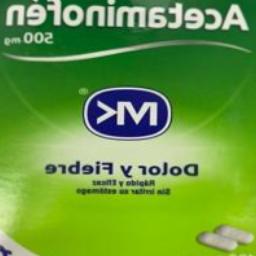 Acetaminofén
500 mg
MK®
Dolor y Fiebre
Rápido y Eficaz
Sin irritar su estómago